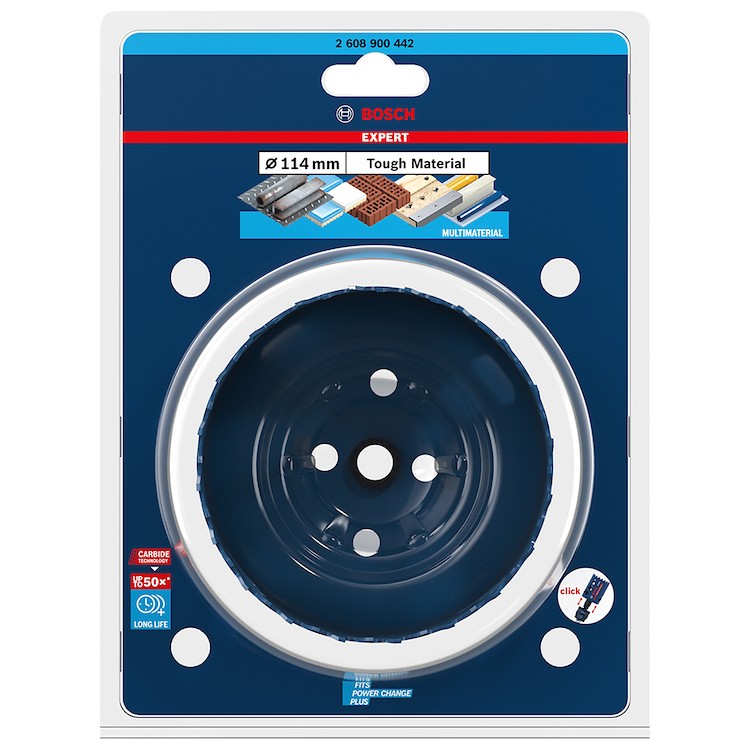 2 608 900 442
BOSCH
EXPERT
Ø 114 mm
Tough Material
MULTIMATERIAL
CARBIDE
TECHNOLOGY
UP TO 50x*
LONG LIFE
click
FITS
POWER CHANGE
PLUS